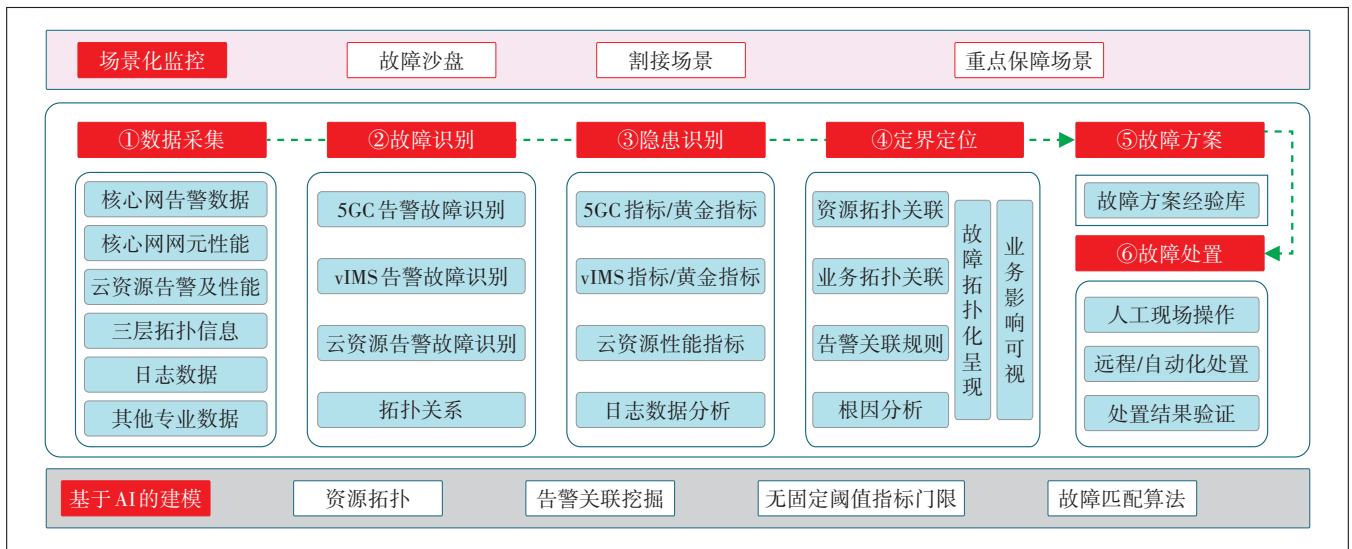 场景化监控
故障沙盘
割接场景
重点保障场景
①数据采集
核心网告警数据
核心网网元性能
云资源告警及性能
三层拓扑信息
日志数据
其他专业数据
②故障识别
5GC告警故障识别
vIMS告警故障识别
云资源告警故障识别
拓扑关系
③隐患识别
5GC指标/黄金指标
vIMS指标/黄金指标
云资源性能指标
日志数据分析
④定界定位
资源拓扑关联
业务拓扑关联
告警关联规则
根因分析
故障拓扑化呈现
业务影响可视
⑤故障方案
故障方案经验库
⑥故障处置
人工现场操作
远程/自动化处置
处置结果验证
基于AI的建模
资源拓扑
告警关联挖掘
无固定阈值指标门限
故障匹配算法